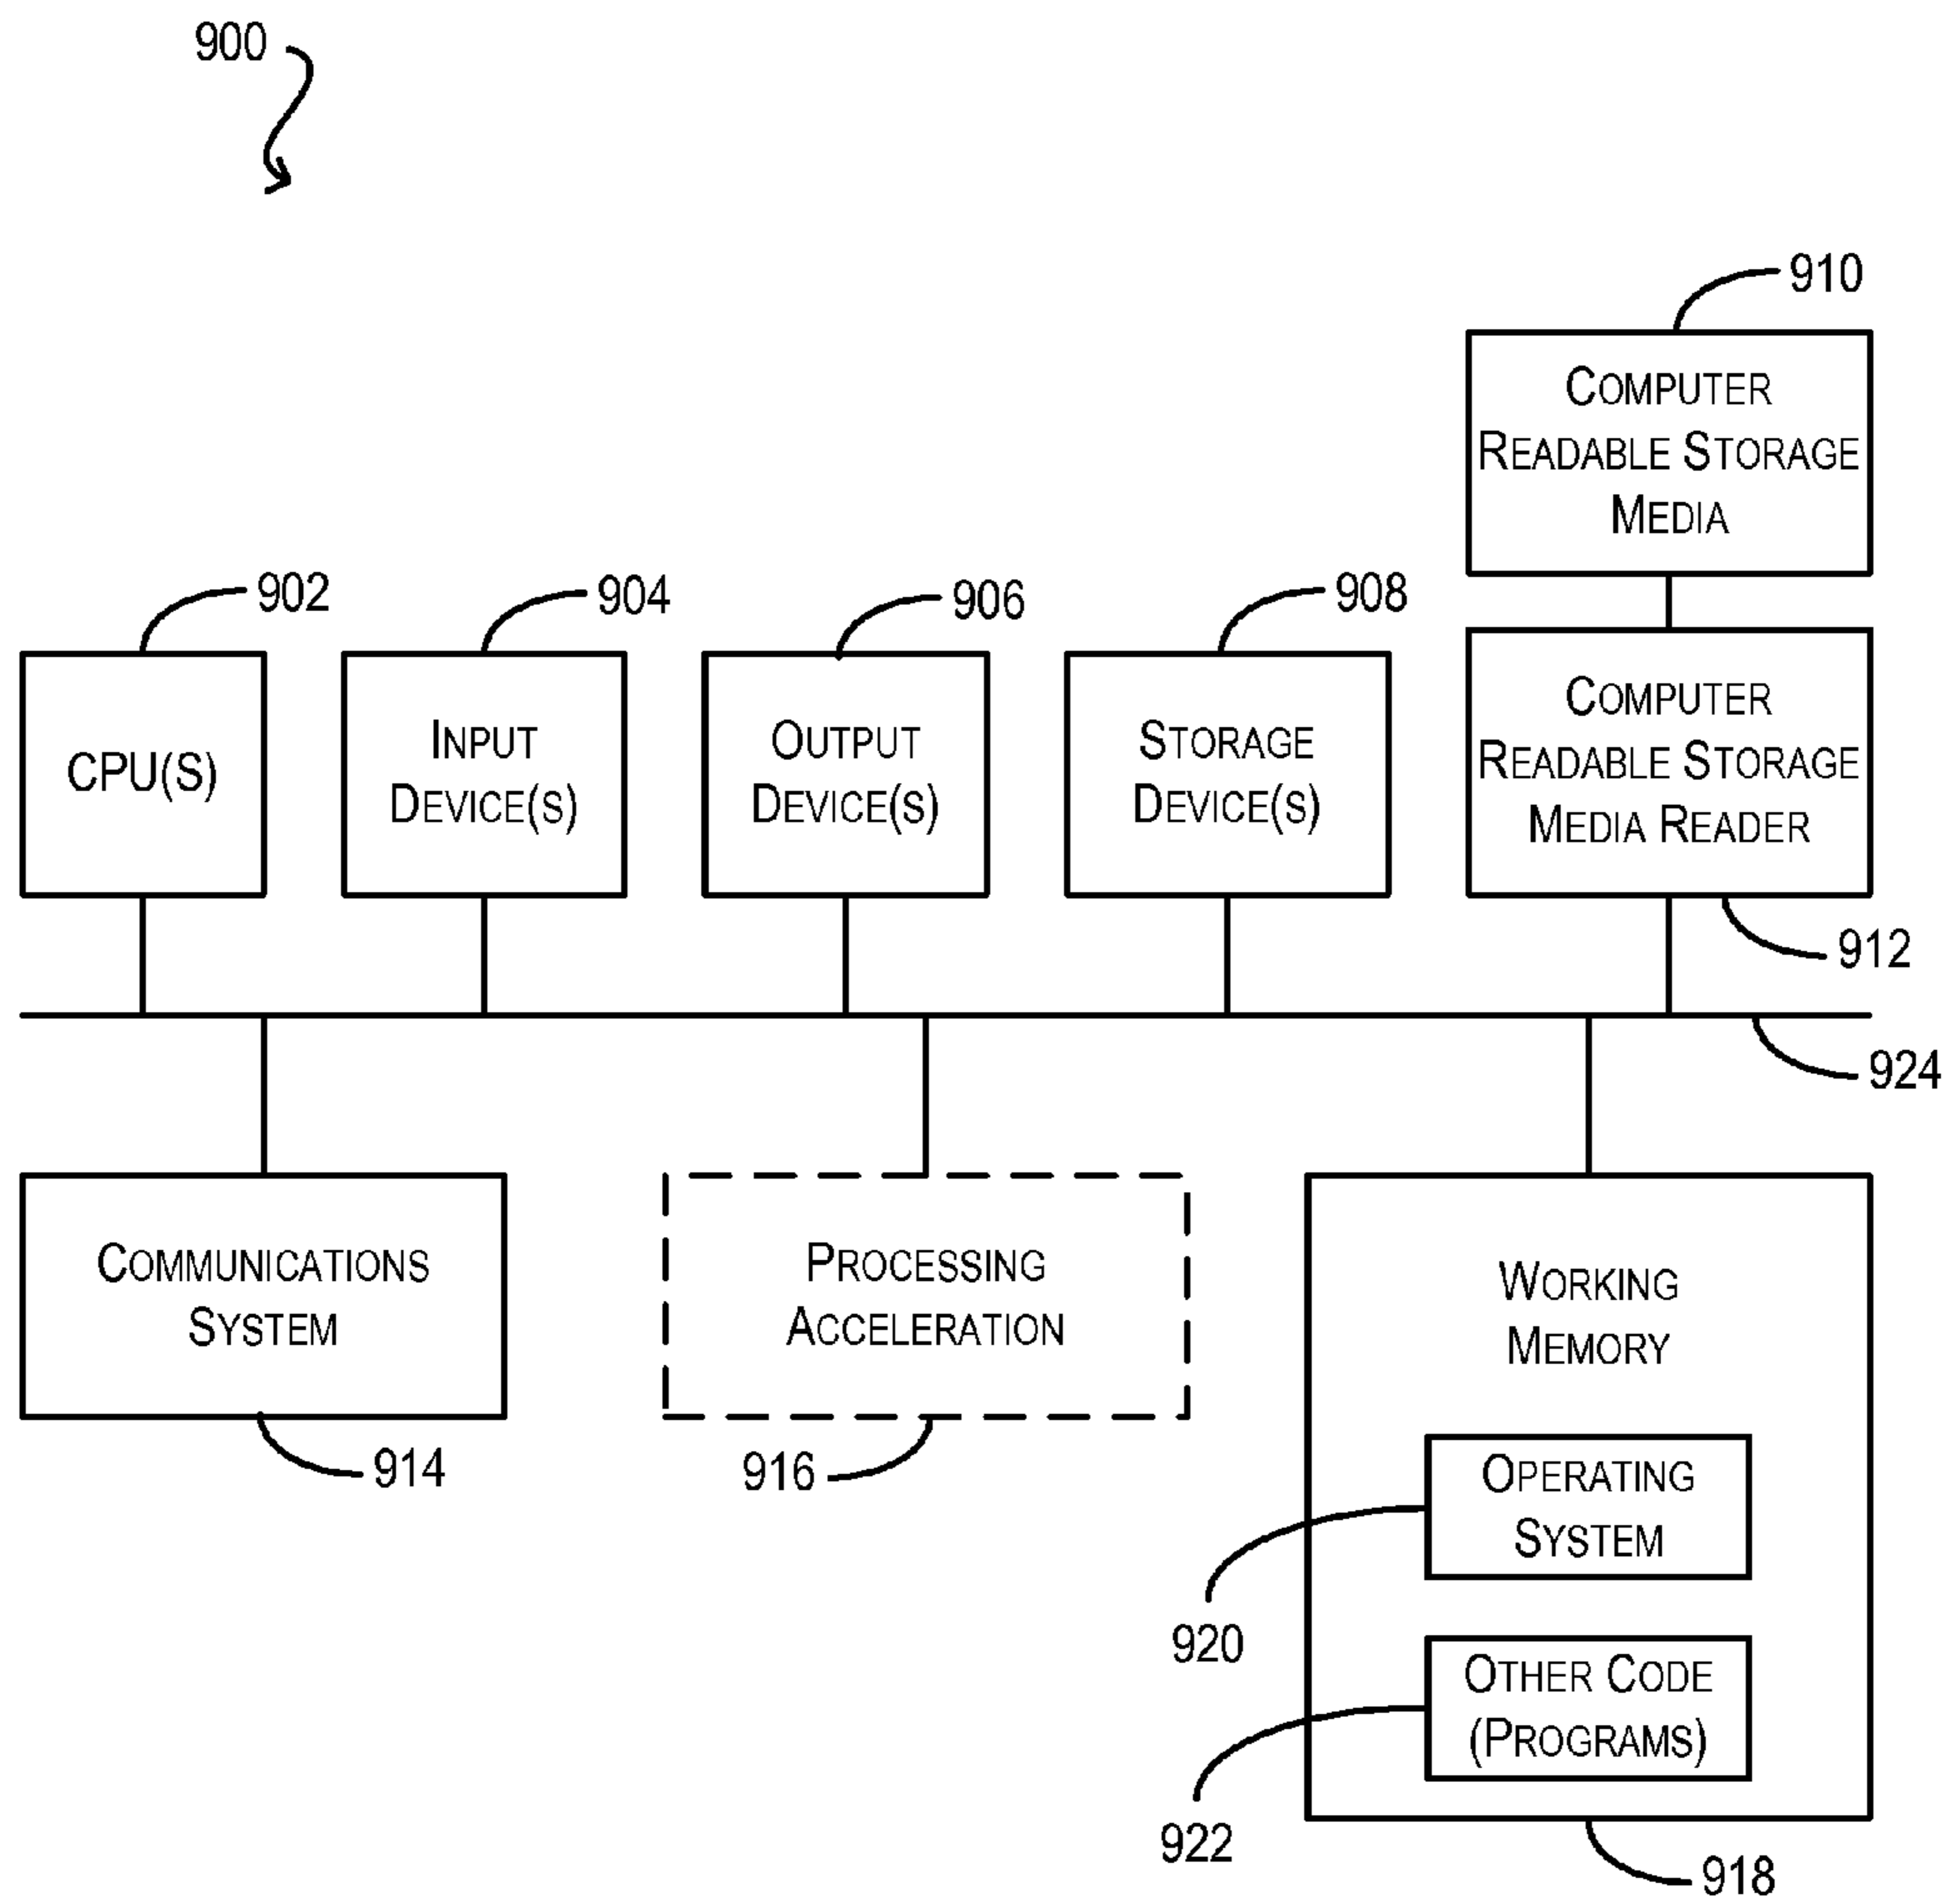 900
910
Computer
Readable Storage
Media
902
904
906
908
CPU(s)
Input
Device(s)
Output
Device(s)
Storage
Device(s)
Computer
Readable Storage
Media Reader
912
924
Communications
System
914
Processing
Acceleration
916
Working
Memory
Operating
System
920
Other Code
(Programs)
922
918